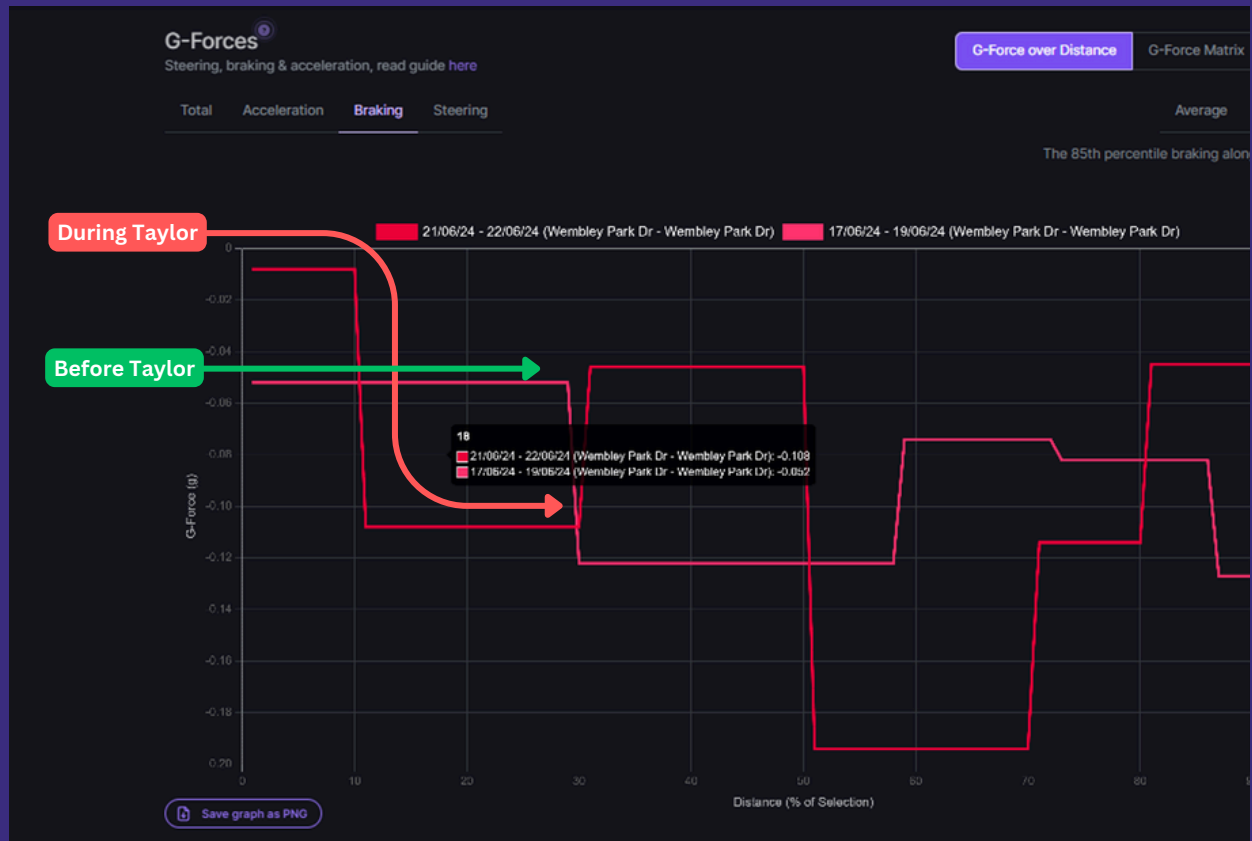 G-Forces
Steering, braking & acceleration, read guide here
G-Force over Distance
G-Force Matrix
Total
Acceleration
Braking
Steering
Average
The 85th percentile braking alon
During Taylor
21/06/24 - 22/06/24 (Wembley Park Dr - Wembley Park Dr)
17/06/24 - 19/06/24 (Wembley Park Dr - Wembley Park Dr)
0
-0.02
-0.04
Before Taylor
-0.06
18
21/06/24 - 22/06/24 (Wembley Park Dr - Wembley Park Dr): -0.108
-0.08
17/06/24 - 19/06/24 (Wembley Park Dr - Wembley Park Dr): -0.052
G-Force (g)
-0.10
-0.12
-0.14
-0.16
-0.18
0.20
0 10 20 30 40 50 60 70 80
Distance (% of Selection)
Save graph as PNG